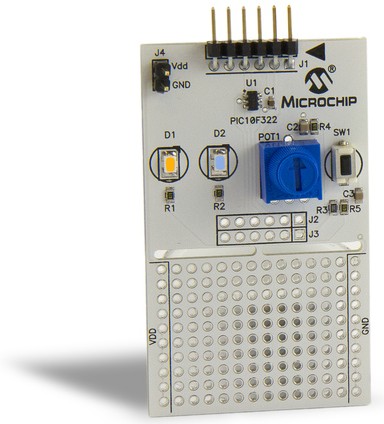 J4
Vdd
GND
J1
U1
C1
MICROCHIP
®
PIC10F322
C2
R4
POT1
SW1
D1
D2
C3
R1
R2
R3
R5
J2
J3
VDD
GND